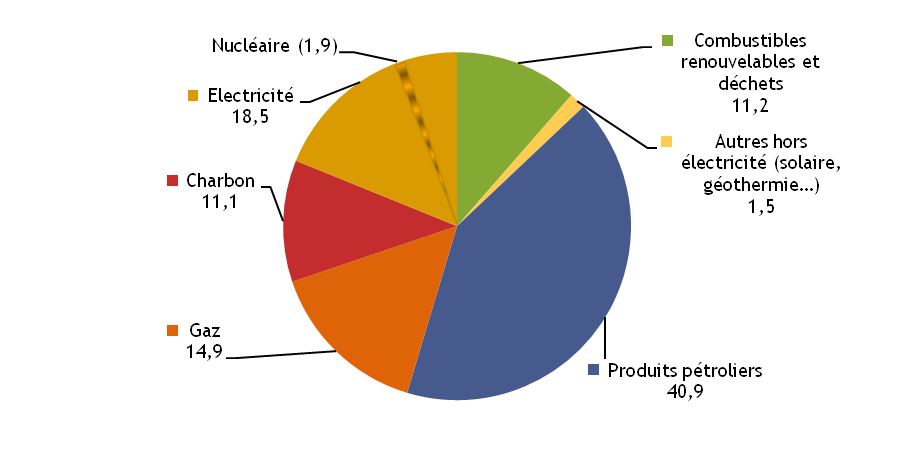 Nucléaire (1,9)
Electricité
18,5
Charbon
11,1
Gaz
14,9
Combustibles
renouvelables et
déchets
11,2
Autres hors
électricité (solaire,
géothermie...)
1,5
Produits pétroliers
40,9